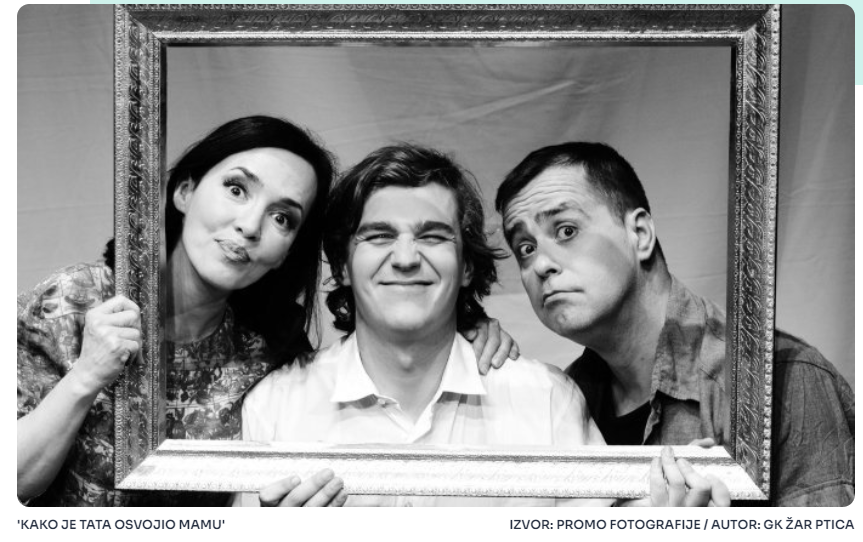 'KAKO JE TATA OSVOJIO MAMU'
IZVOR: PROMO FOTOGRAFIJE / AUTOR: GK ŽAR PTICA